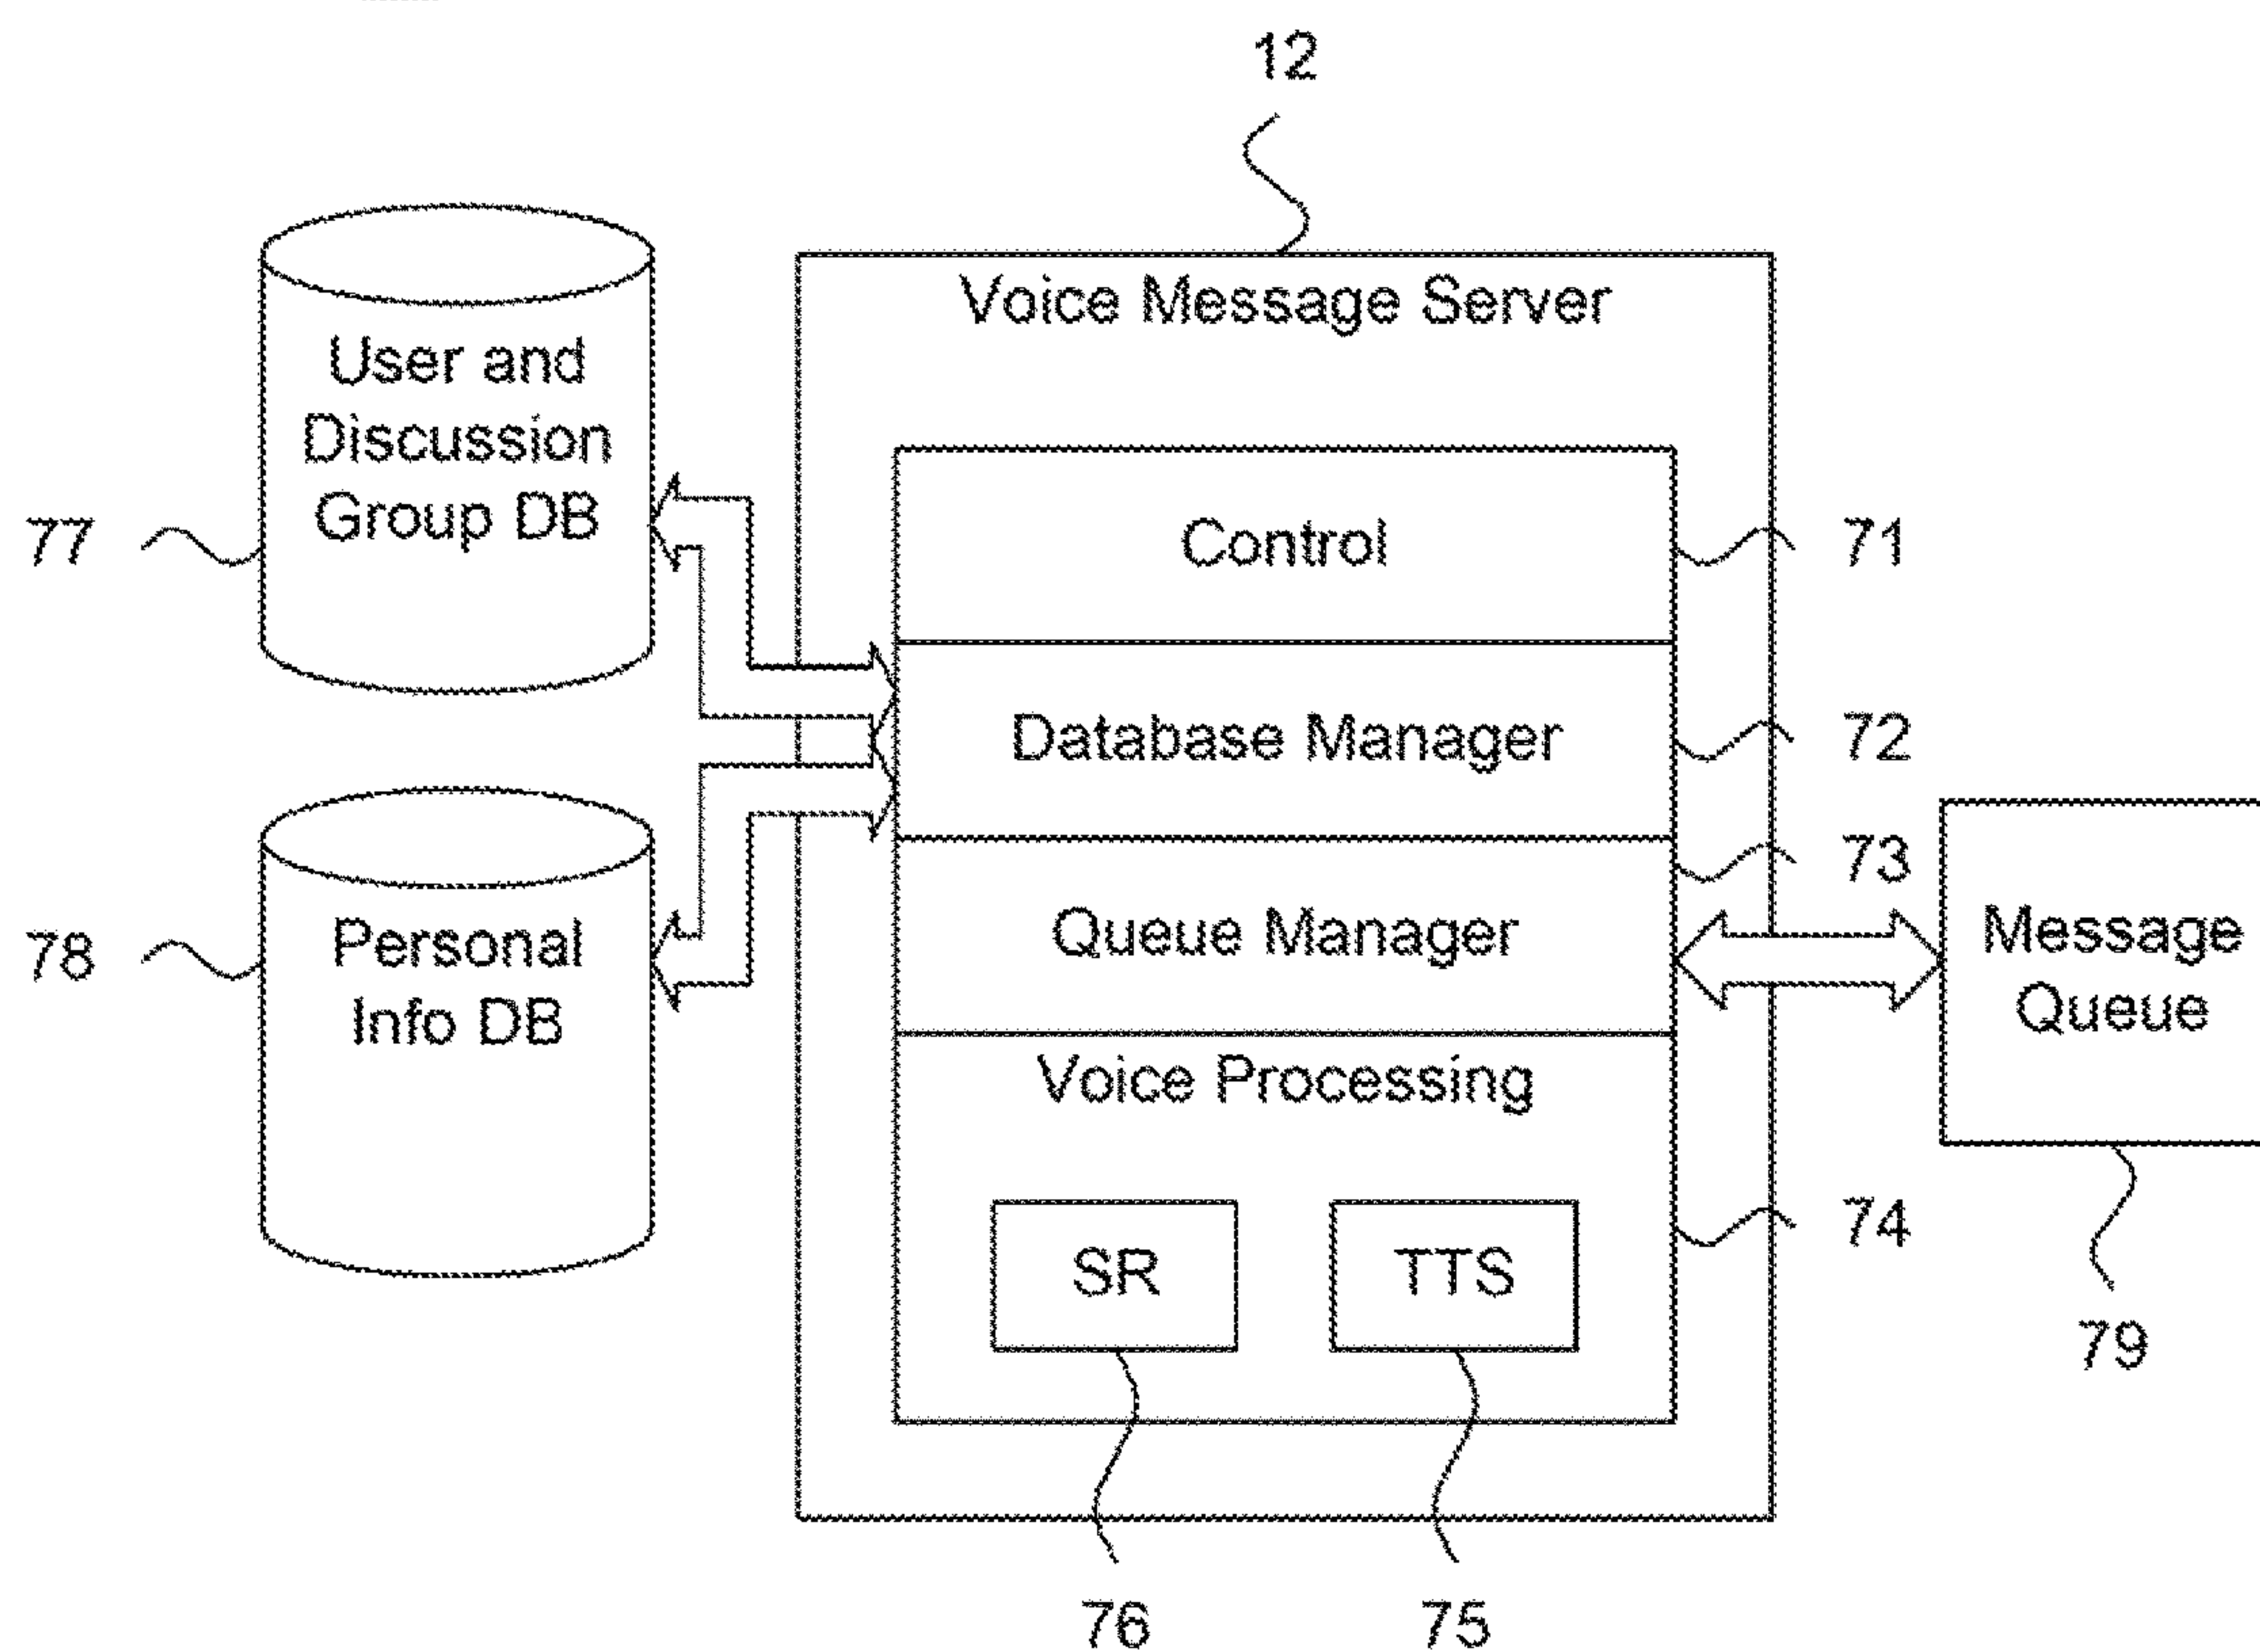 12
Voice Message Server
User and
Discussion
Group DB
77
Control
71
Database Manager
72
73
Personal
Info DB
78
Queue Manager
Message
Queue
Voice Processing
74
SR
TTS
79
76
75